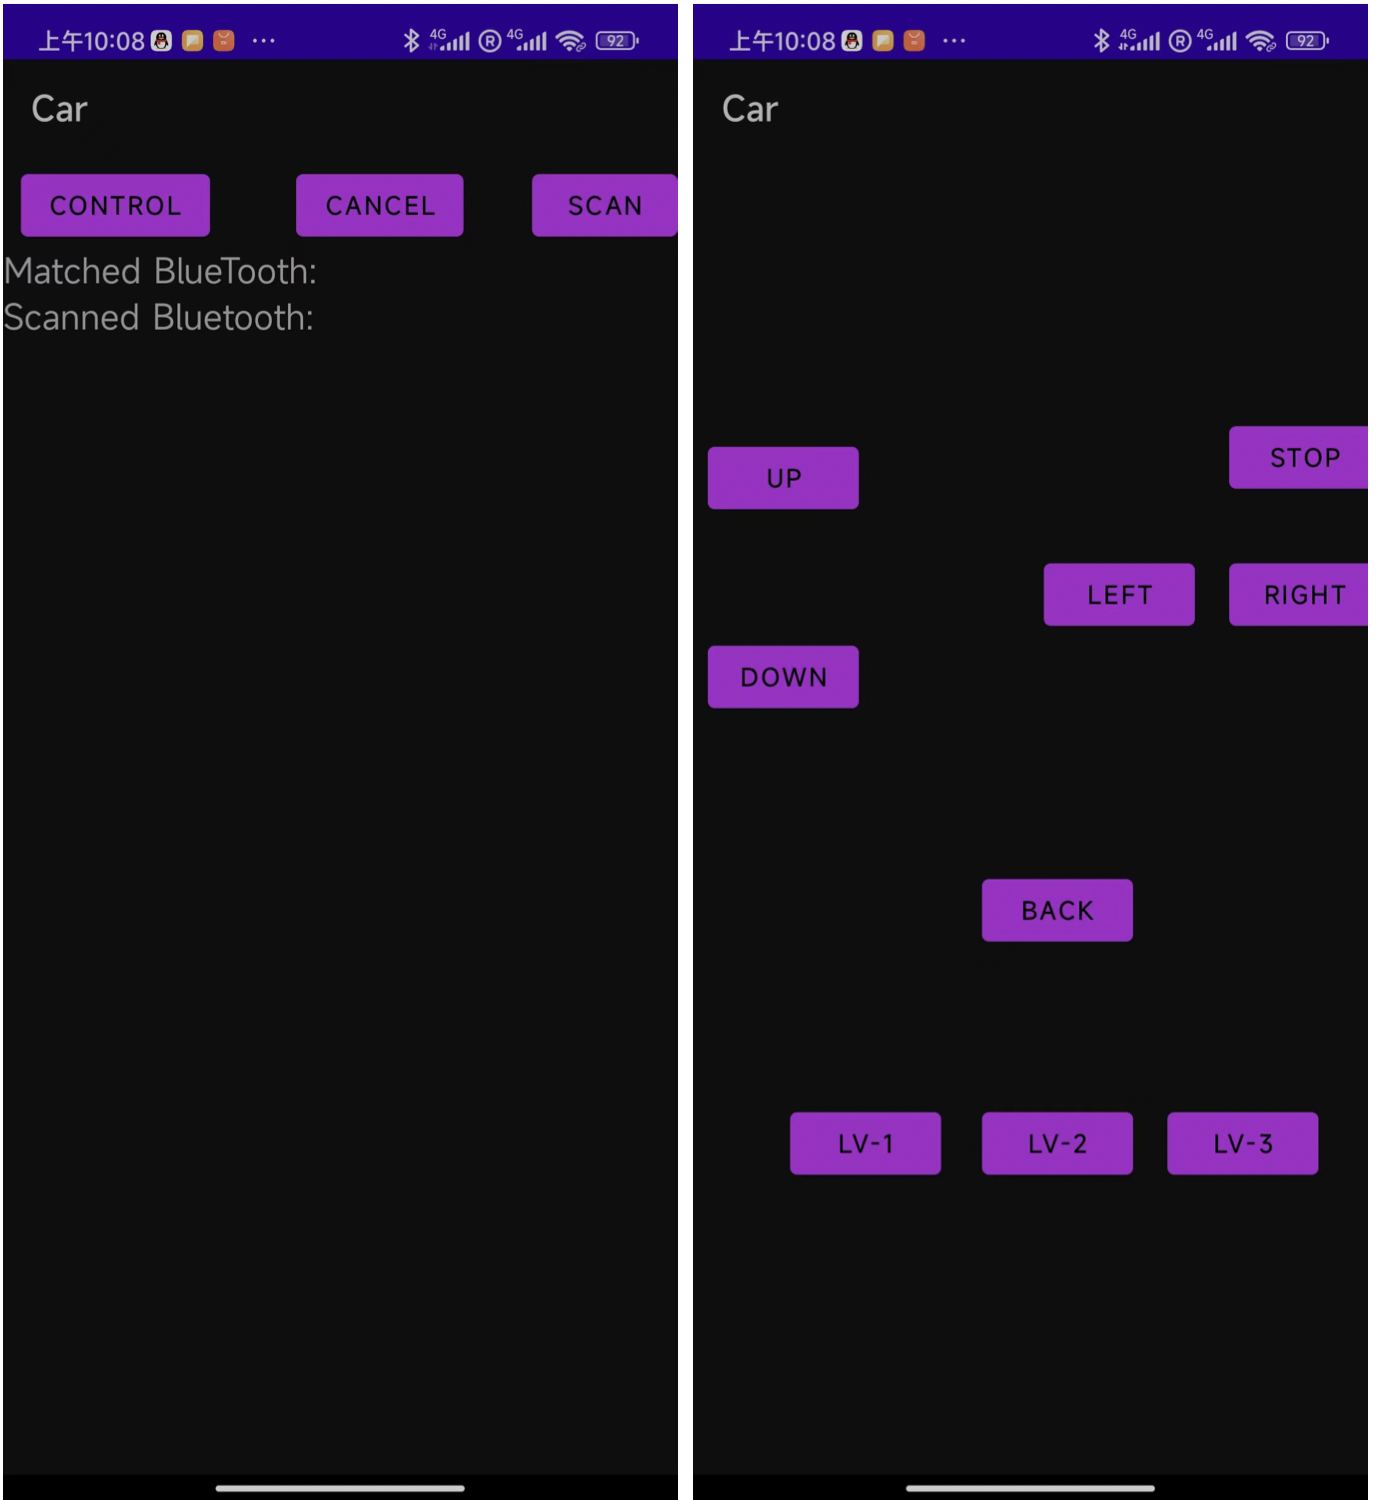 上午10:08
4G R 4G 92
Car
CONTROL CANCEL SCAN
Matched BlueTooth:
Scanned Bluetooth:
上午10:08
4G R 4G 92
Car
STOP
UP
LEFT RIGHT
DOWN
BACK
LV-1 LV-2 LV-3